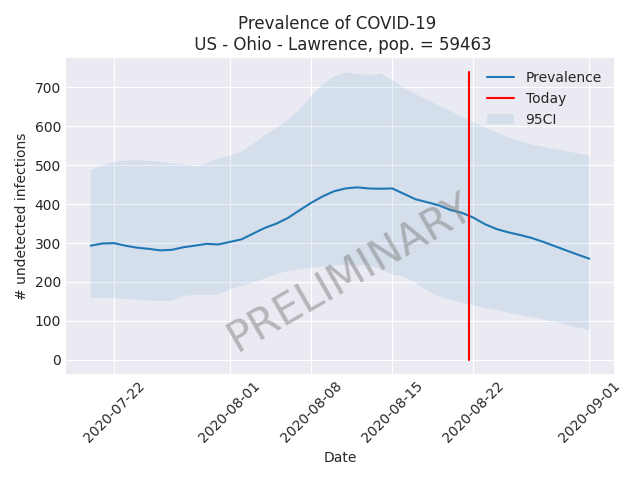 Prevalence of COVID-19
US - Ohio - Lawrence, pop. = 59463
# undetected infections
700
600
500
400
300
200
100
0
Prevalence
Today
95CI
PRELIMINARY
2020-07-22
2020-08-01
2020-08-08
2020-08-15
2020-08-22
2020-09-01
Date